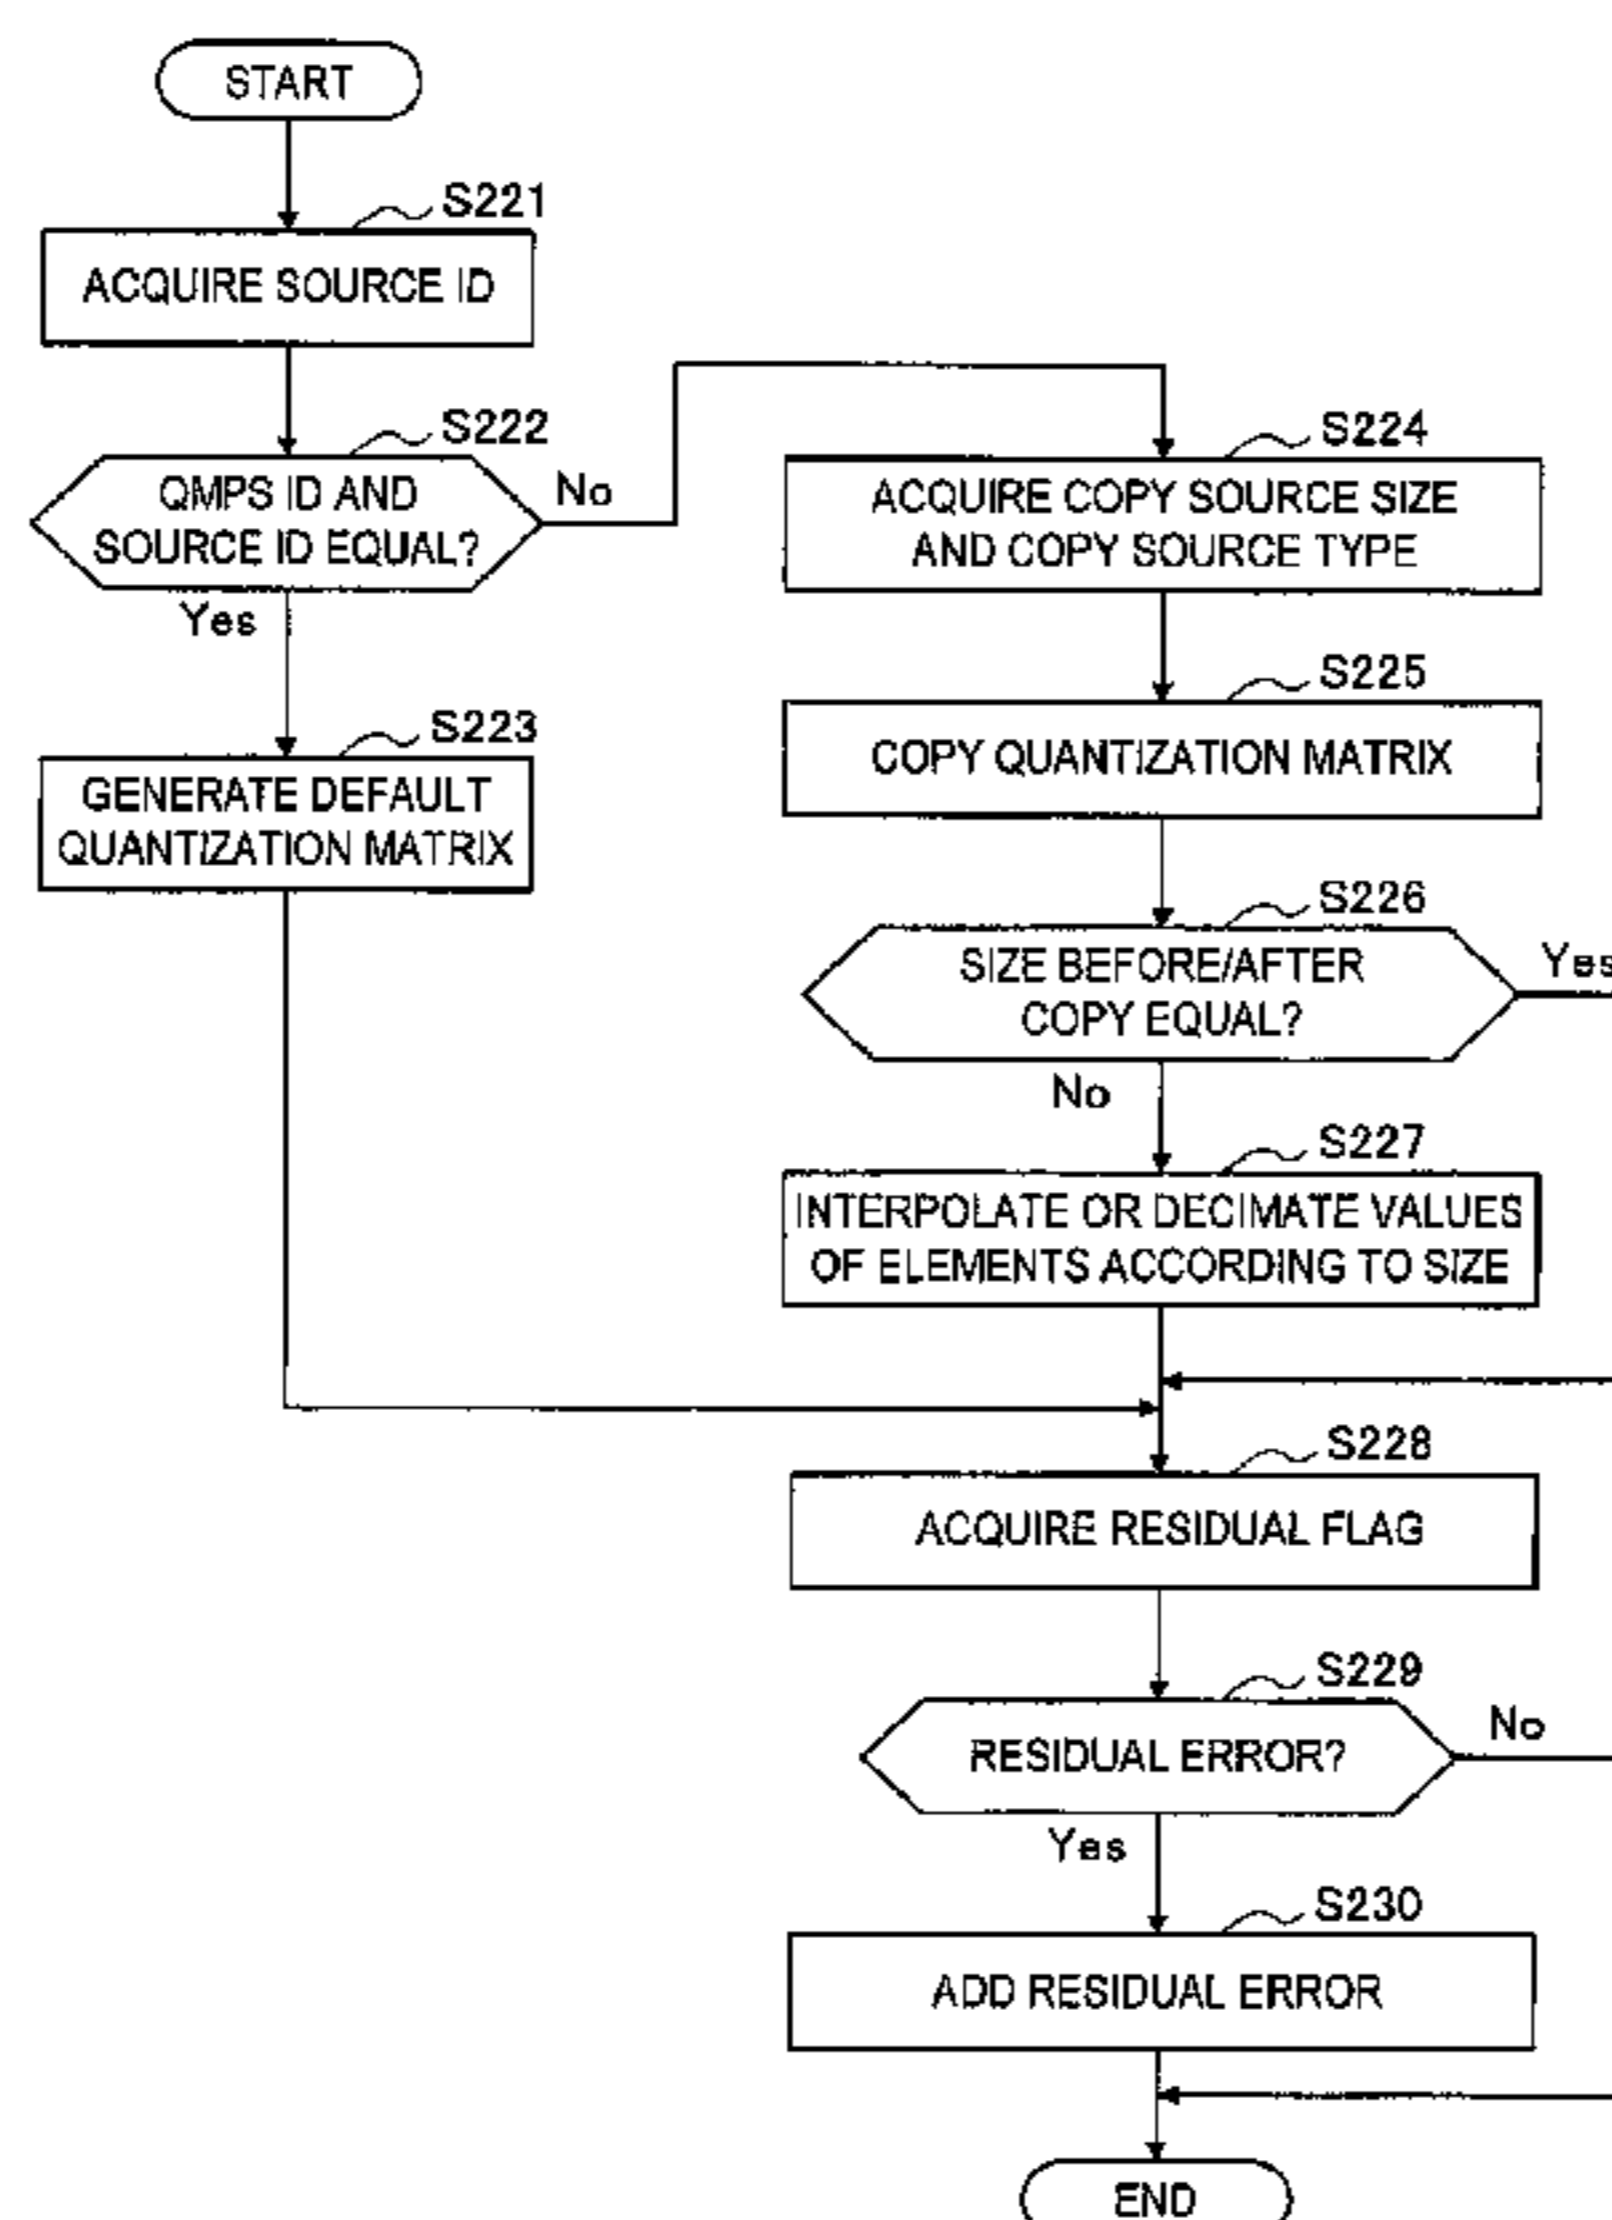 START
S221
ACQUIRE SOURCE ID
S222
QMPS ID AND
SOURCE ID EQUAL?
No
Yes
S223
GENERATE DEFAULT
QUANTIZATION MATRIX
S224
ACQUIRE COPY SOURCE SIZE
AND COPY SOURCE TYPE
S225
COPY QUANTIZATION MATRIX
S226
SIZE BEFORE/AFTER
COPY EQUAL?
Yes
No
S227
INTERPOLATE OR DECIMATE VALUES
OF ELEMENTS ACCORDING TO SIZE
S228
ACQUIRE RESIDUAL FLAG
S229
RESIDUAL ERROR?
No
Yes
S230
ADD RESIDUAL ERROR
END